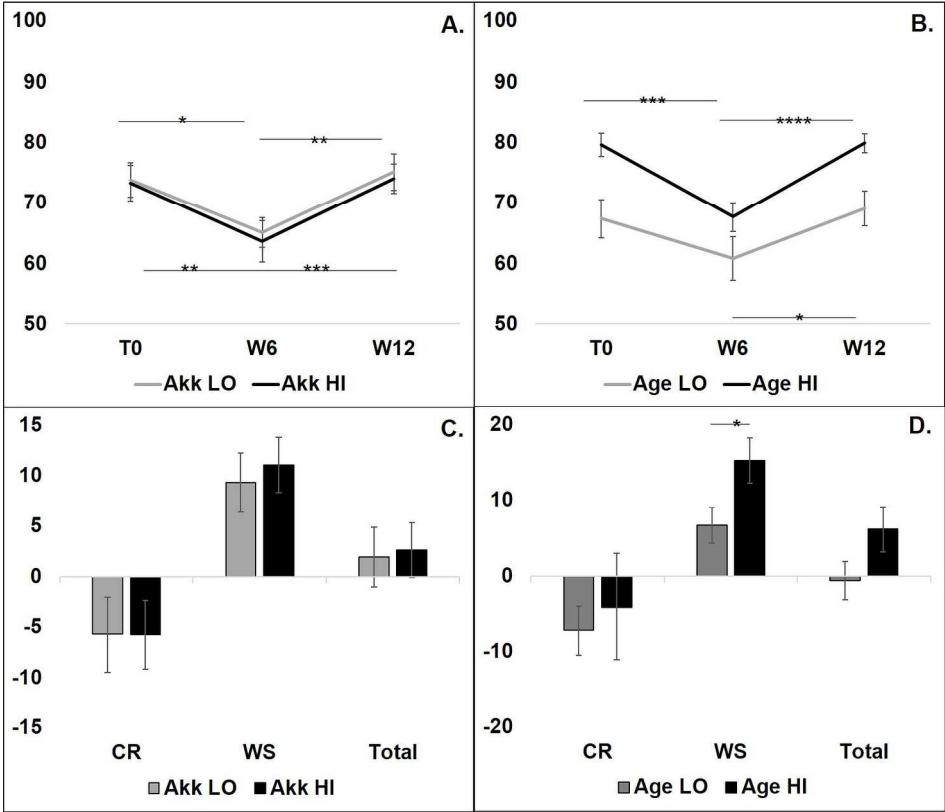 A.
100
90
80
70
60
50
*
**
**
***
T0 W6 W12
Akk LO Akk HI
B.
100
90
80
70
60
50
***
****
*
T0 W6 W12
Age LO Age HI
C.
15
10
5
0
-5
-10
-15
CR WS Total
Akk LO Akk HI
D.
20
10
0
-10
-20
*
CR WS Total
Age LO Age HI